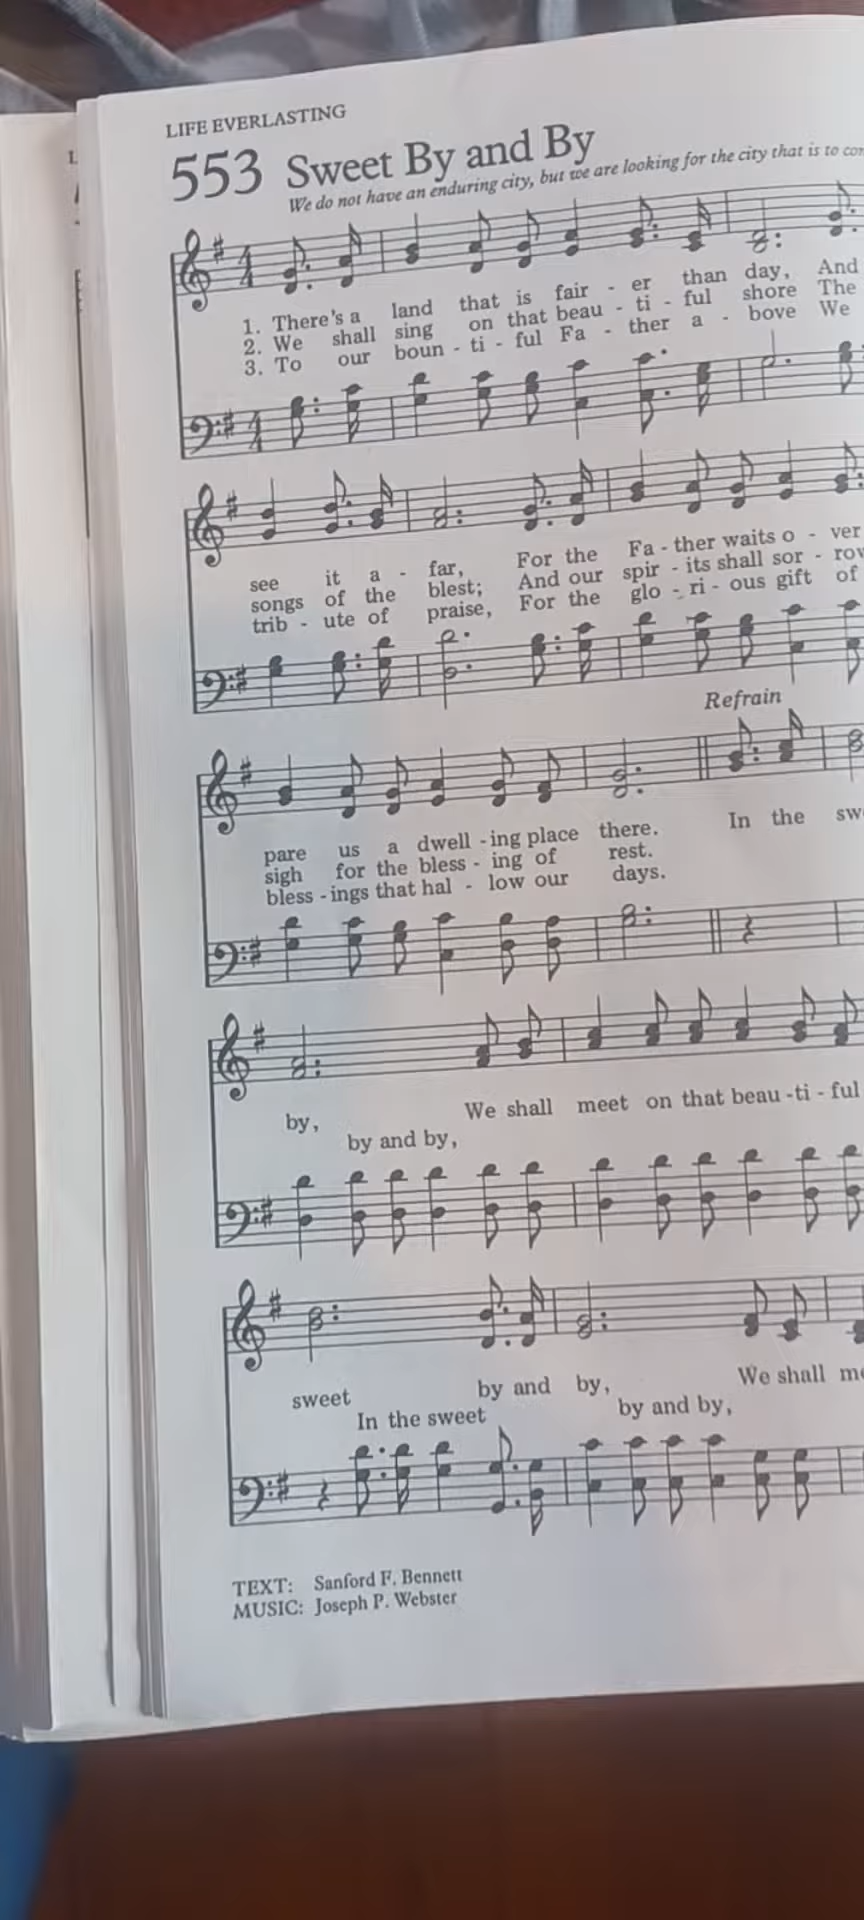 LIFE EVERLASTING
553 Sweet By and By
We do not have an enduring city, but we are looking for the city that is to
1. There's a land that is fair - er than day, And
2. We shall sing on that beau - ti - ful shore The
3. To our boun - ti - ful Fa - ther a - bove We
see it a - far, For the Fa - ther waits o - ver
songs of the blest; And our spir - its shall sor -
trib - ute of praise, For the glo - ri - ous gift of
Refrain
pare us a dwell - ing place there. In the
sigh for the bless - ing of rest.
bless - ings that hal - low our days.
by, We shall meet on that beau - ti - ful
by and by,
sweet by and by, We shall
In the sweet by and by,
TEXT: Sanford F. Bennett
MUSIC: Joseph P. Webster